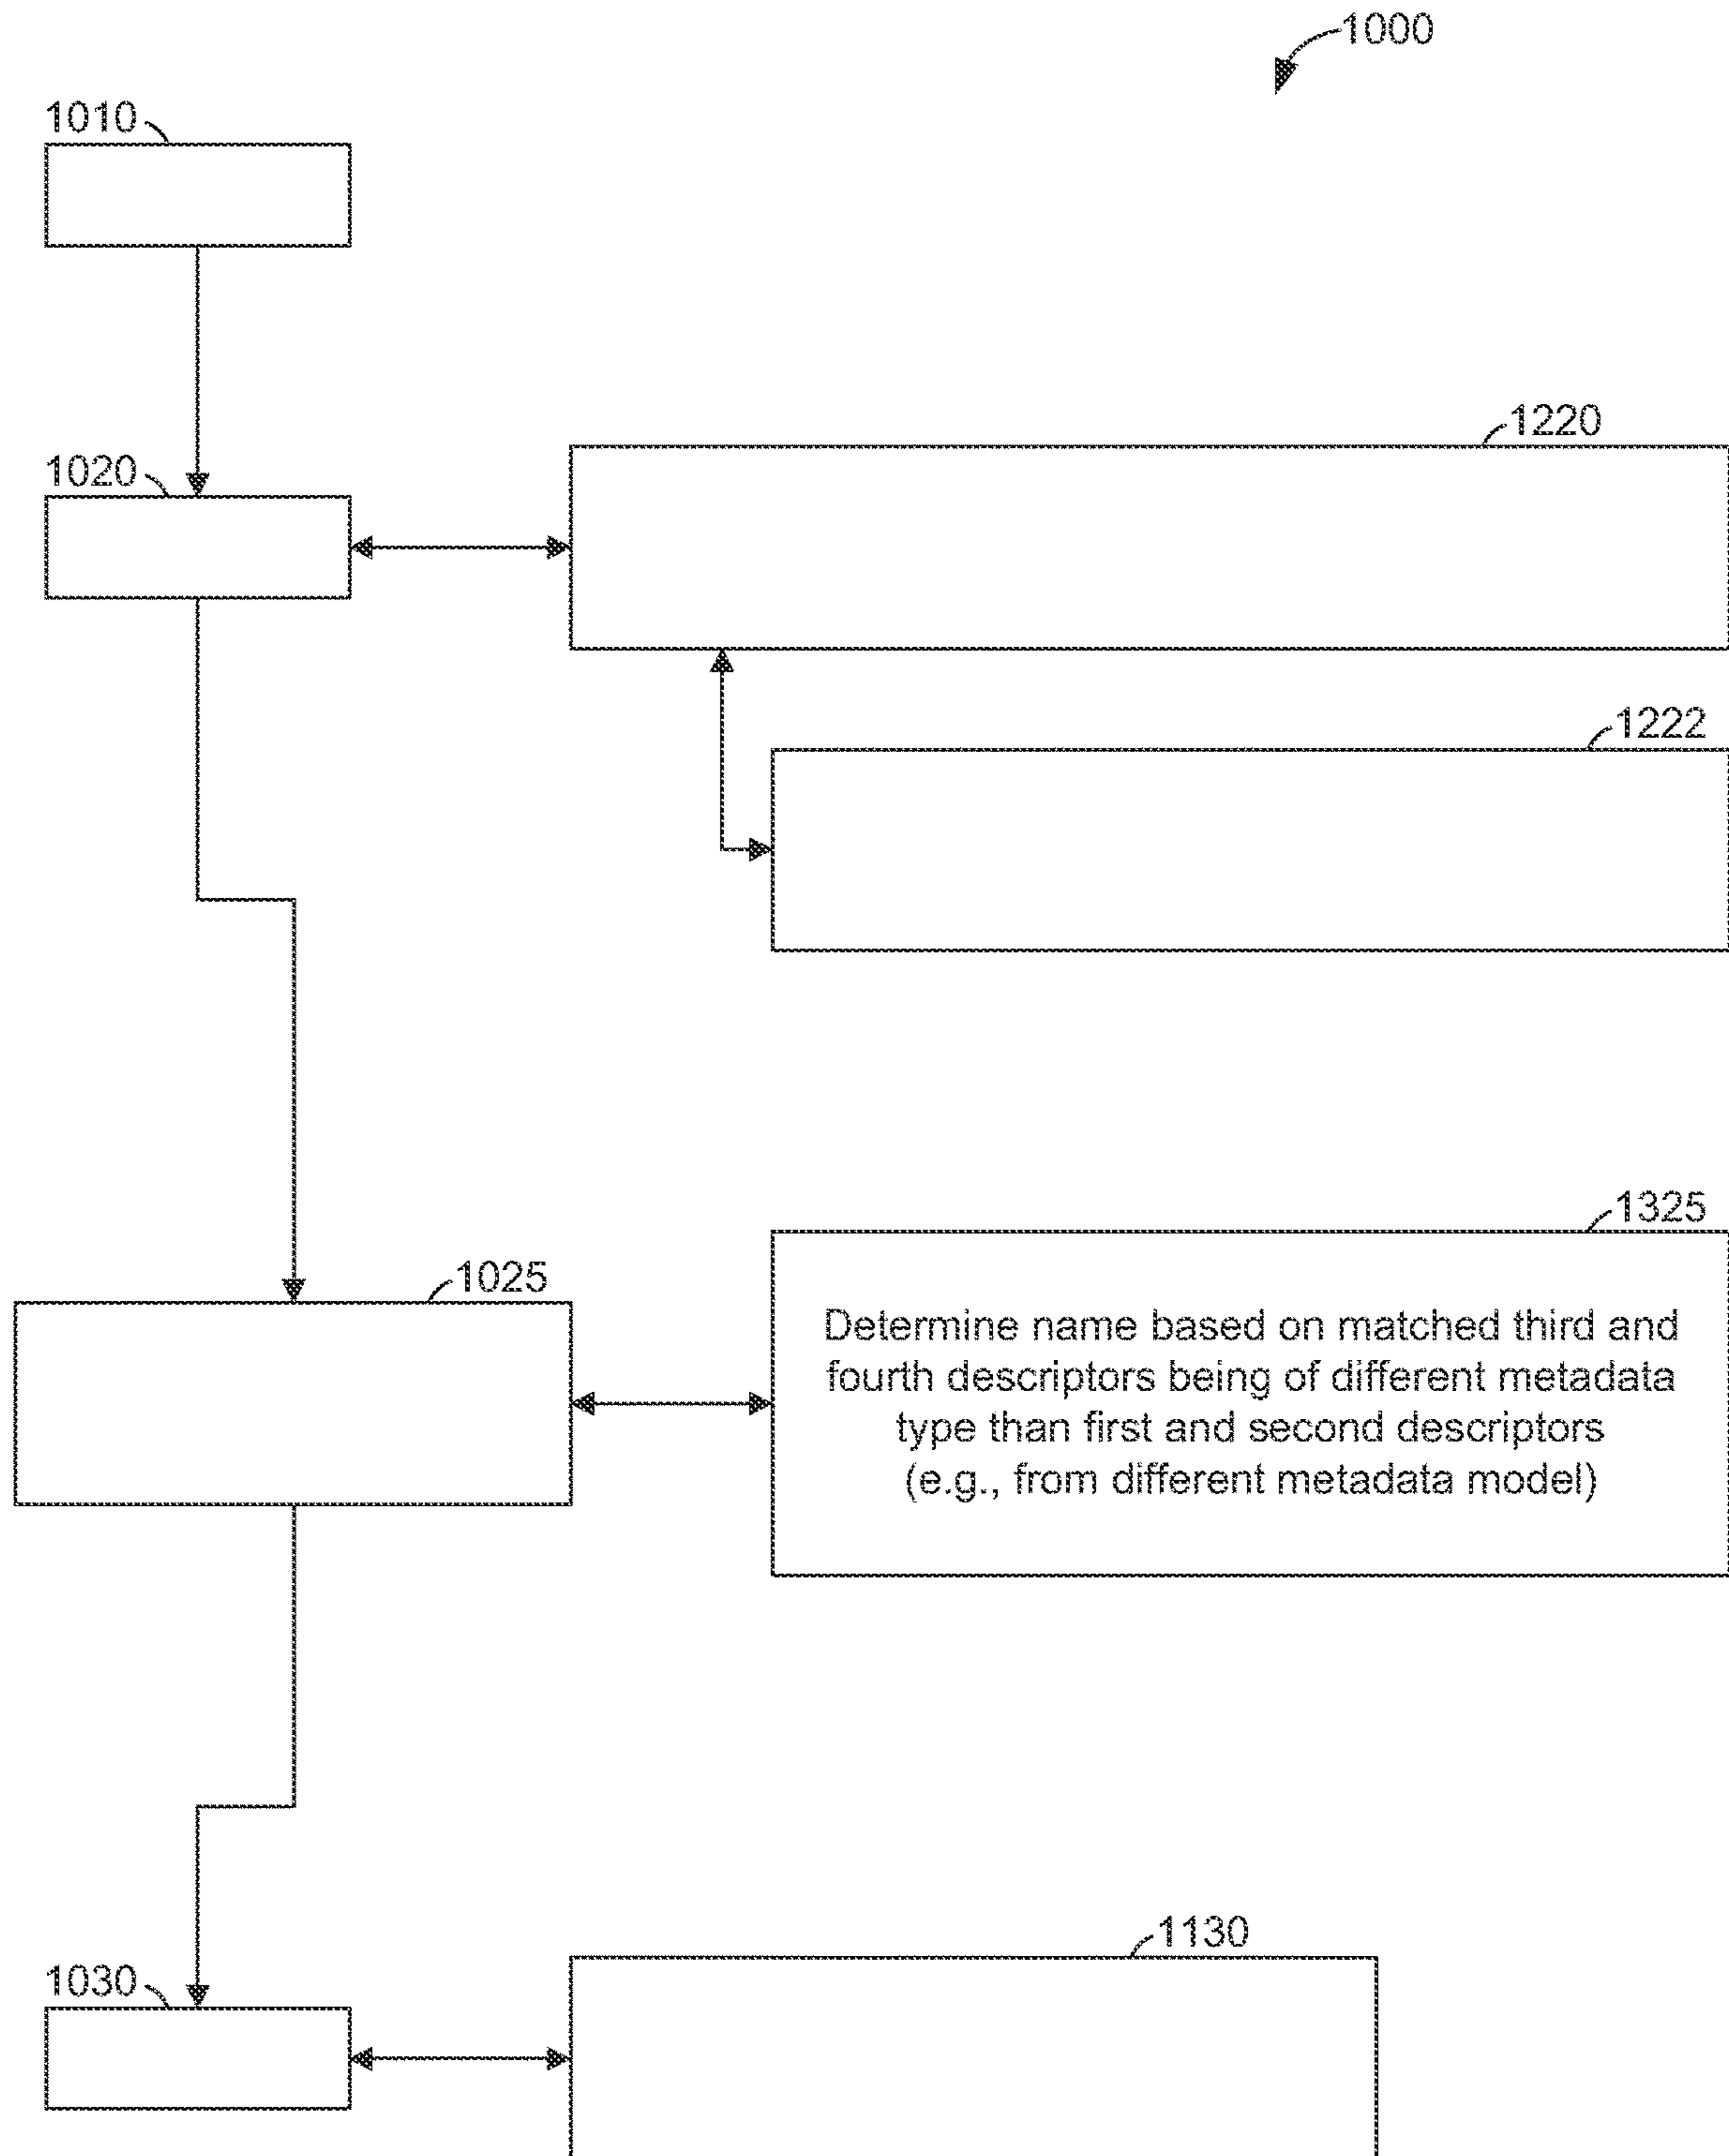 1000
1010
1220
1020
1222
1325
1025
Determine name based on matched third and
fourth descriptors being of different metadata
type than first and second descriptors
(e.g., from different metadata model)
1130
1030